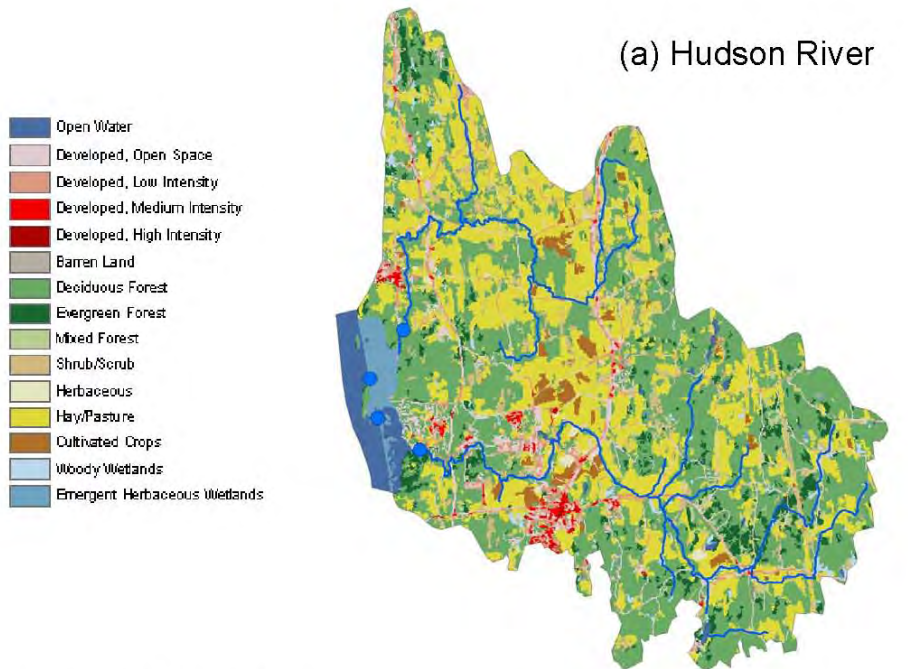 (a) Hudson River
Open Water
Developed, Open Space
Developed, Low Intensity
Developed, Medium Intensity
Developed, High Intensity
Barren Land
Deciduous Forest
Evergreen Forest
Mixed Forest
Shrub/Scrub
Herbaceous
Hay/Pasture
Cultivated Crops
Woody Wetlands
Emergent Herbaceous Wetlands